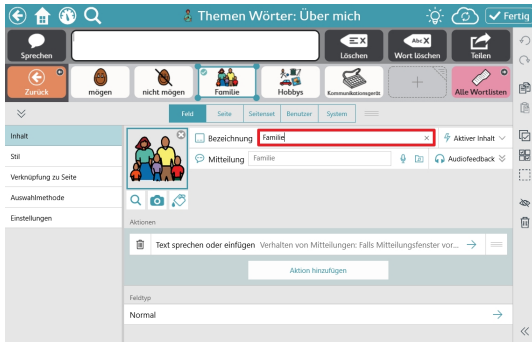 Themen Wörter: Über mich
Fertig
Sprechen
X
Löschen
Abc X
Wort löschen
Teilen
Zurück
mögen
nicht mögen
Familie
Hobbys
Kommunikationsgerät
Alle Wortlisten
Feld
Seite
Seitenset
Benutzer
System
Inhalt
Stil
Verknüpfung zu Seite
Auswahlmethode
Einstellungen
Bezeichnung
Familie
Aktiver Inhalt
Mitteilung
Familie
Audiofeedback
Aktionen
Text sprechen oder einfügen Verhalten von Mitteilungen: Falls Mitteilungsfenster vor...
Aktion hinzufügen
Feldtyp
Normal